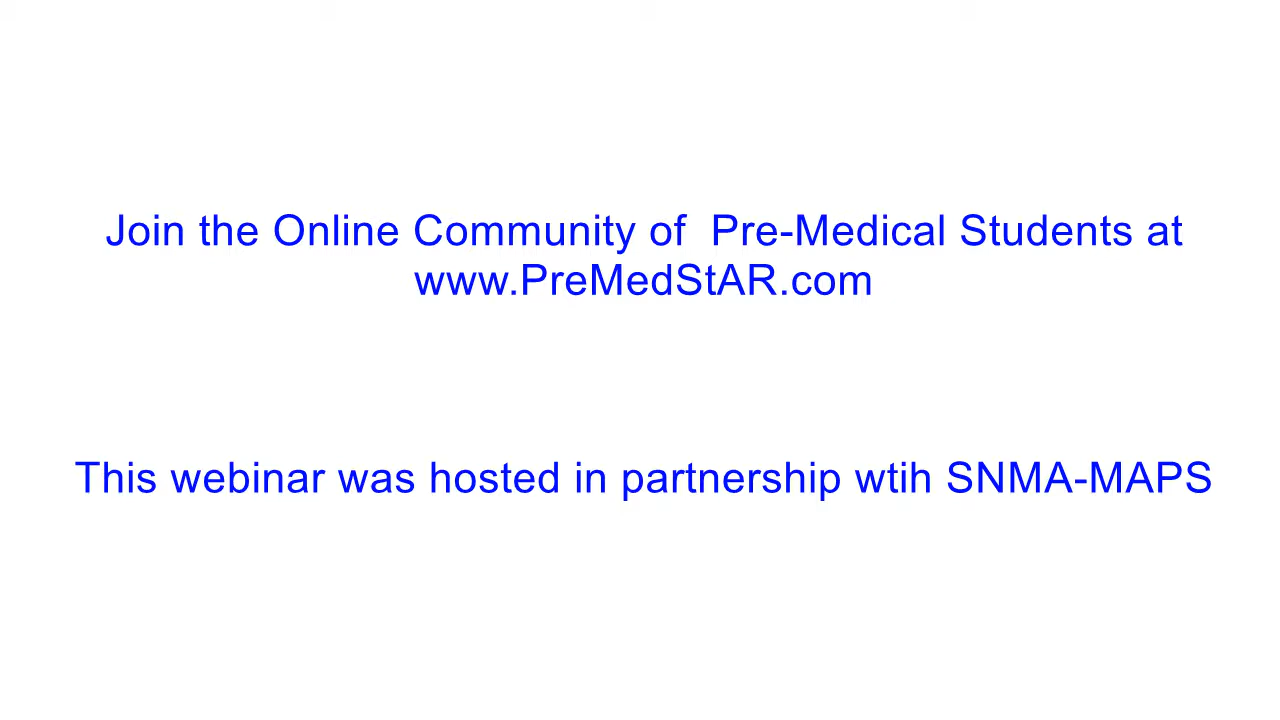 Join the Online Community of  Pre-Medical Students at
www.PreMedStAR.com
This webinar was hosted in partnership wtih SNMA-MAPS